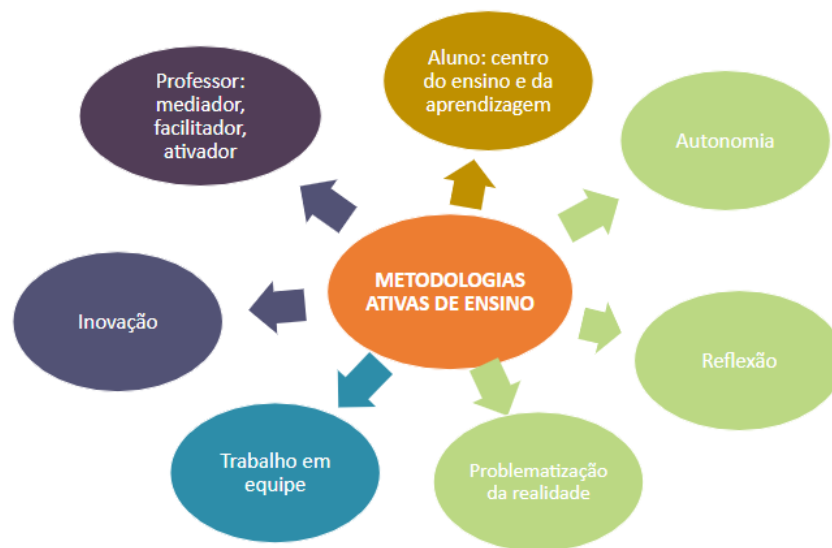 Aluno: centro
do ensino e da
aprendizagem
Professor:
mediador,
facilitador,
ativador
Autonomia
METODOLOGIAS
ATIVAS DE ENSINO
Inovação
Reflexão
Trabalho em
equipe
Problematização
da realidade